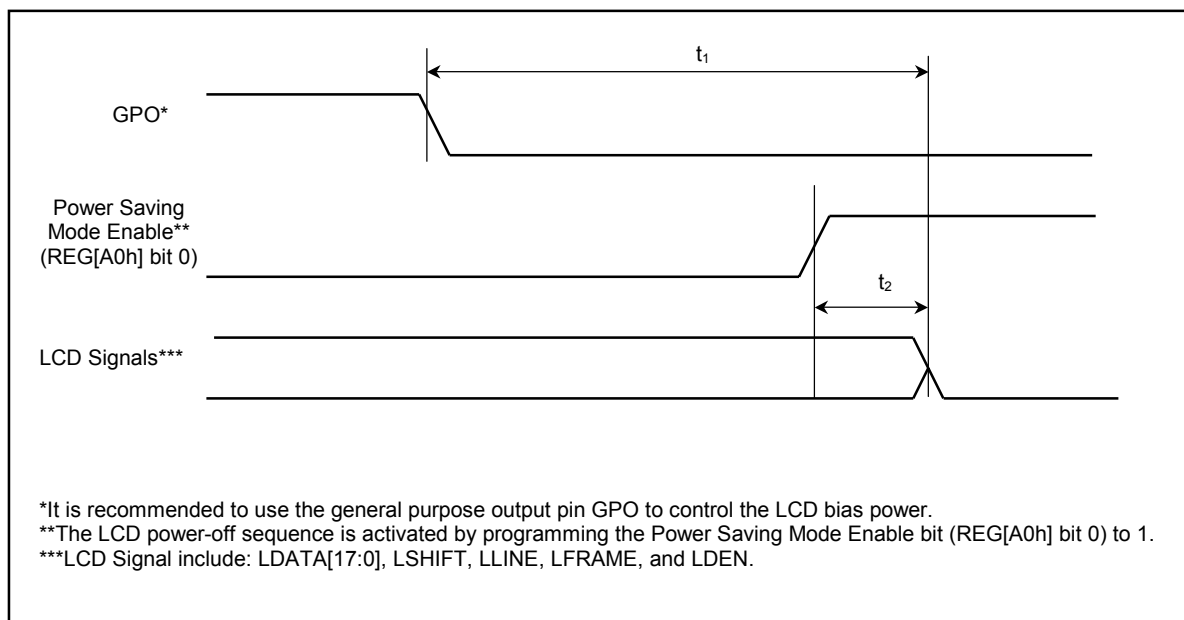 t₁
GPO*
Power Saving
Mode Enable**
(REG[A0h] bit 0)
t₂
LCD Signals***
*It is recommended to use the general purpose output pin GPO to control the LCD bias power.
**The LCD power-off sequence is activated by programming the Power Saving Mode Enable bit (REG[A0h] bit 0) to 1.
***LCD Signal include: LDATA[17:0], LSHIFT, LLINE, LFRAME, and LDEN.